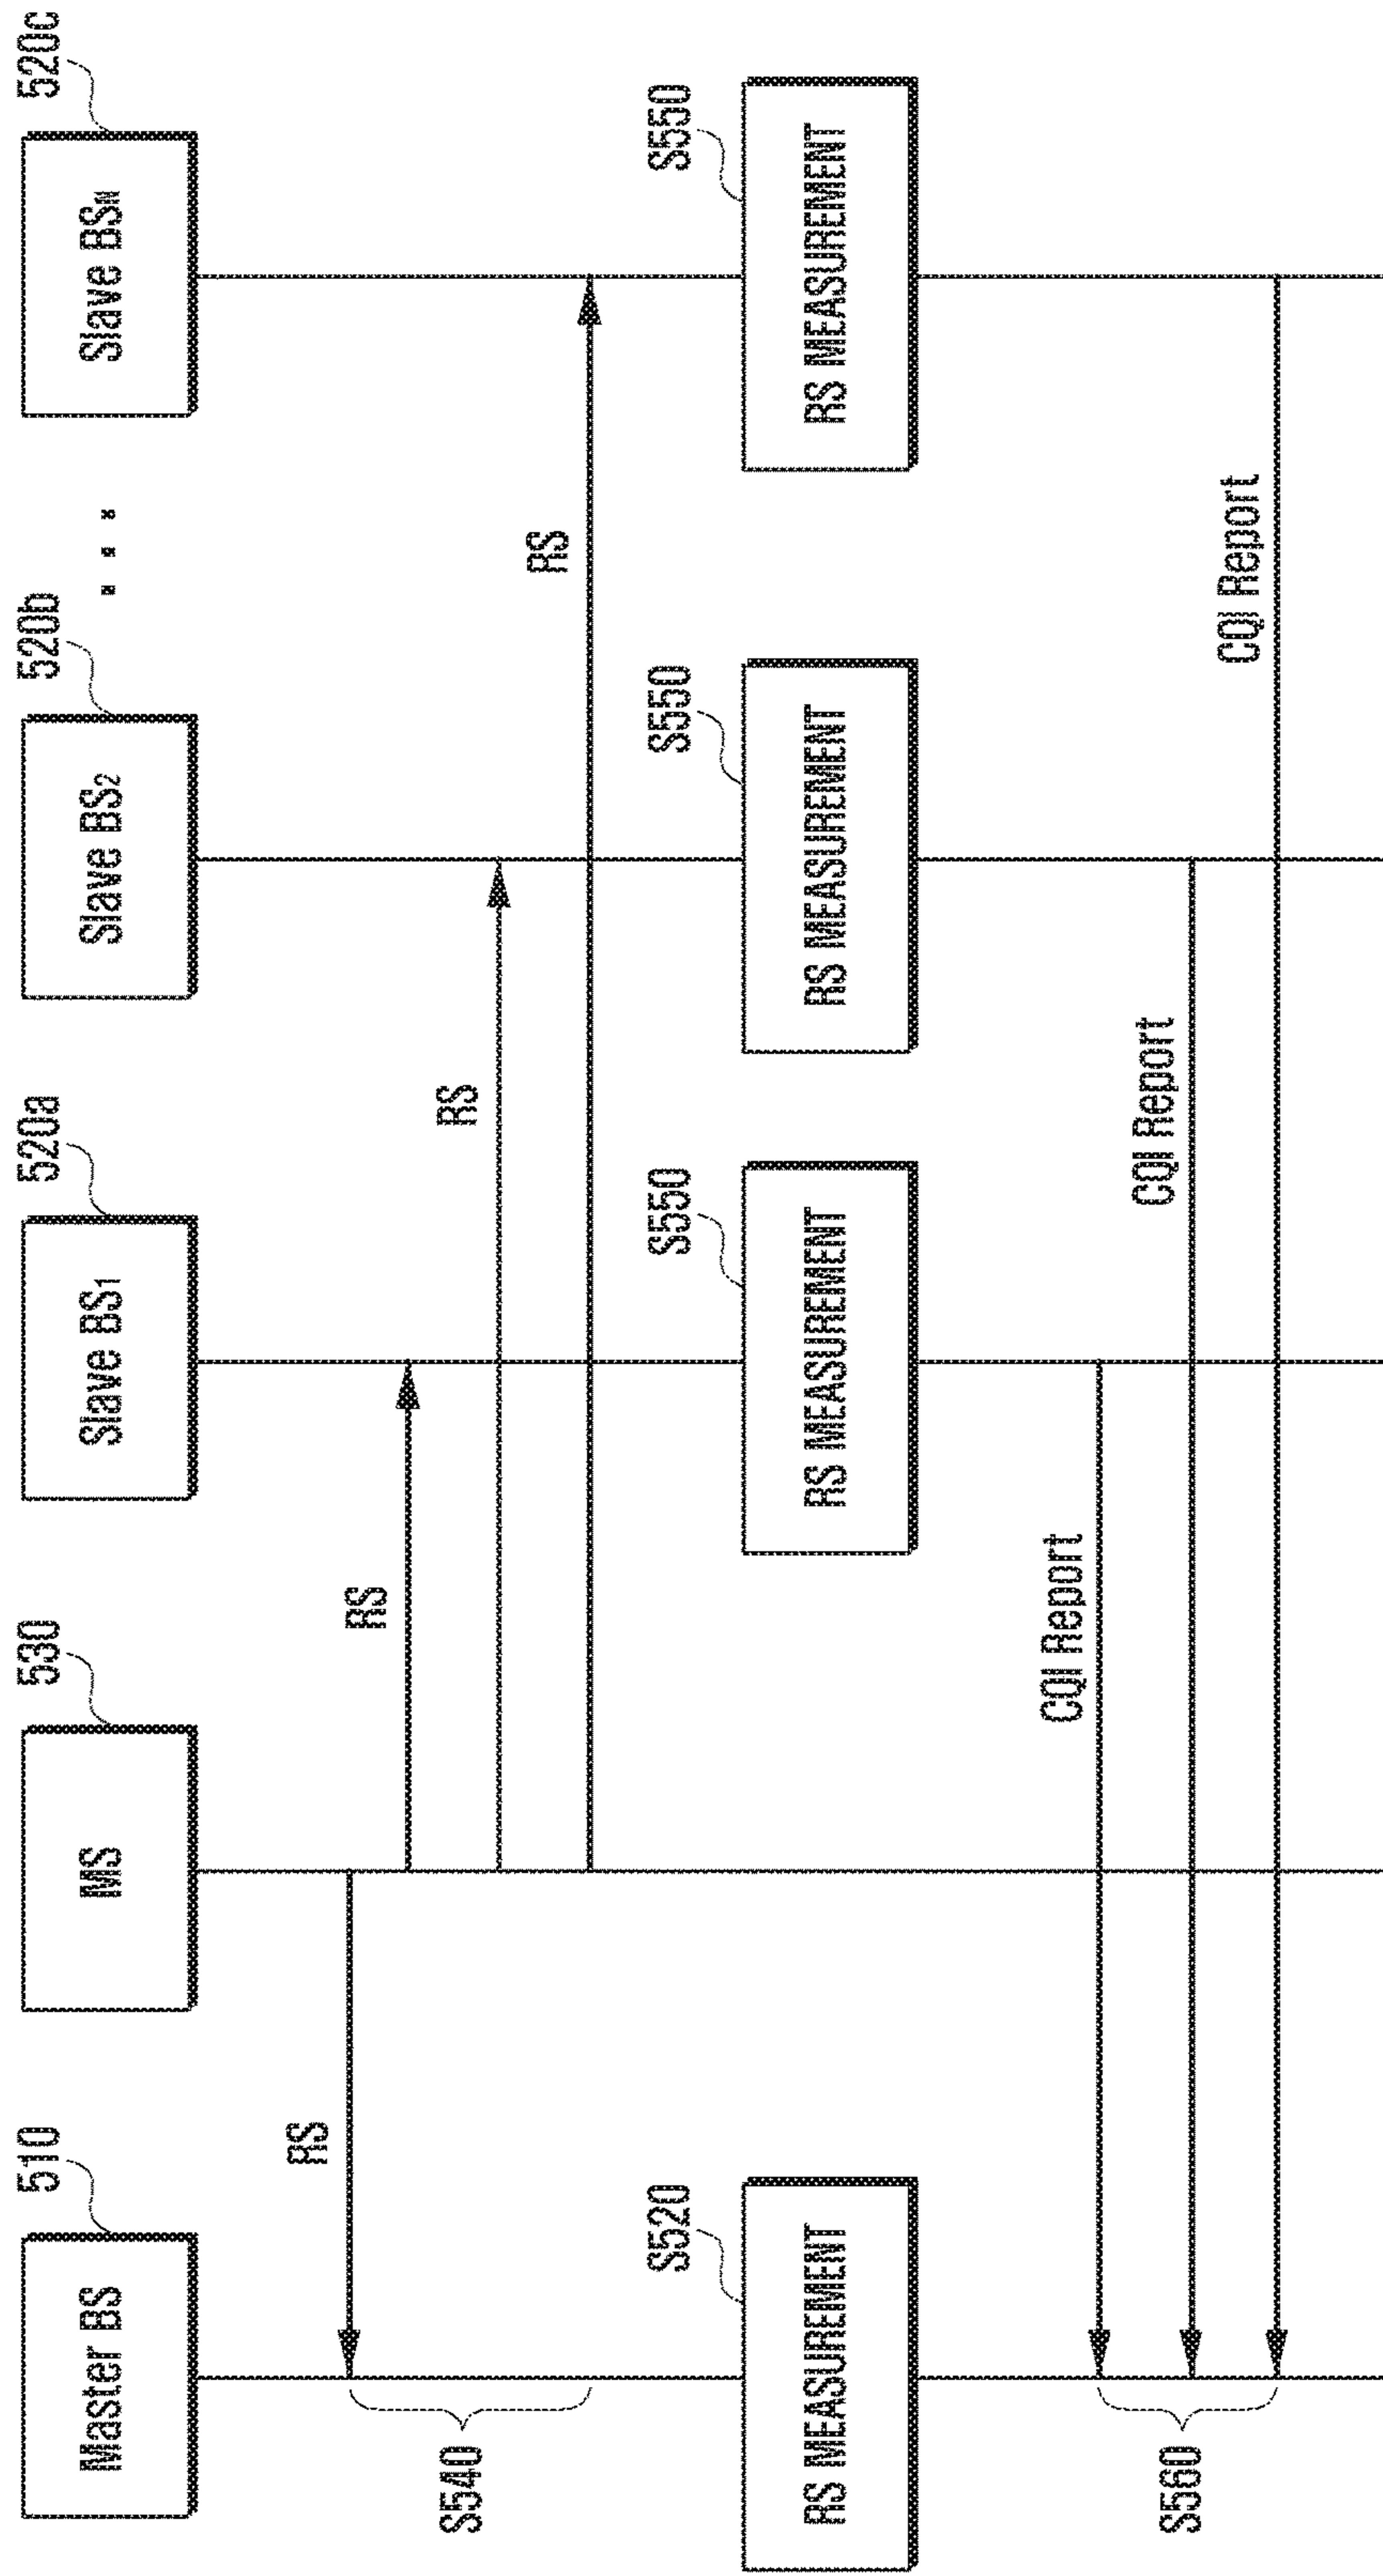 510
530
520a
520b
520c
Master BS
MS
Slave BS1
Slave BS2
...
Slave BSN
RS
RS
RS
RS
S540
S520
S550
S550
S550
RS MEASUREMENT
RS MEASUREMENT
RS MEASUREMENT
RS MEASUREMENT
CQI Report
CQI Report
CQI Report
S560